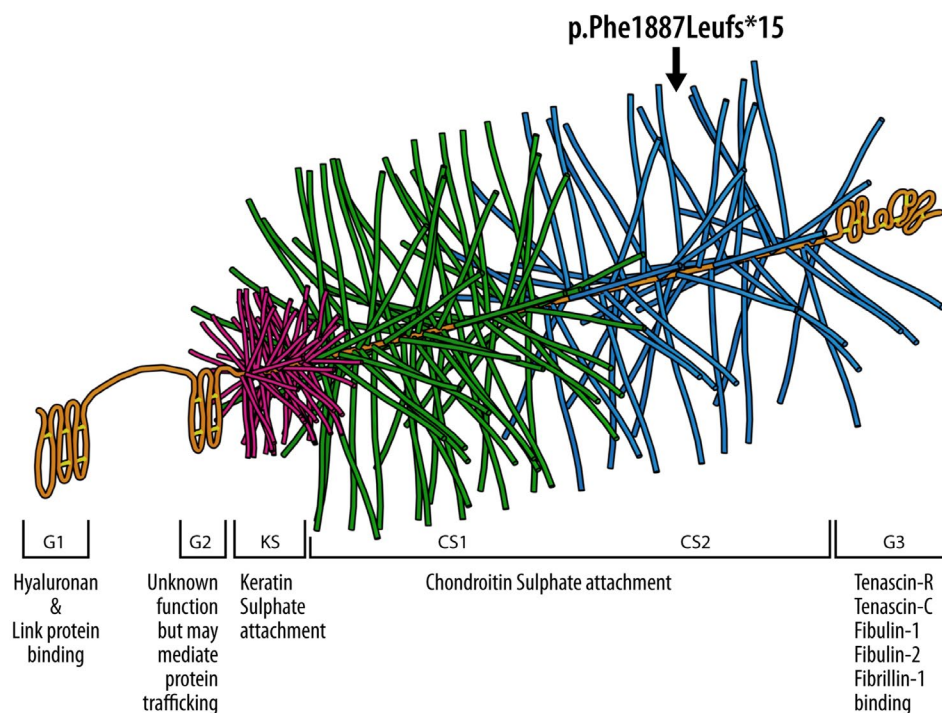 p.Phe1887Leufs*15
G1
G2
KS
CS1
CS2
G3
Hyaluronan
&
Link protein
binding
Unknown
function
but may
mediate
protein
trafficking
Keratin
Sulphate
attachment
Chondroitin Sulphate attachment
Tenascin-R
Tenascin-C
Fibulin-1
Fibulin-2
Fibrillin-1
binding